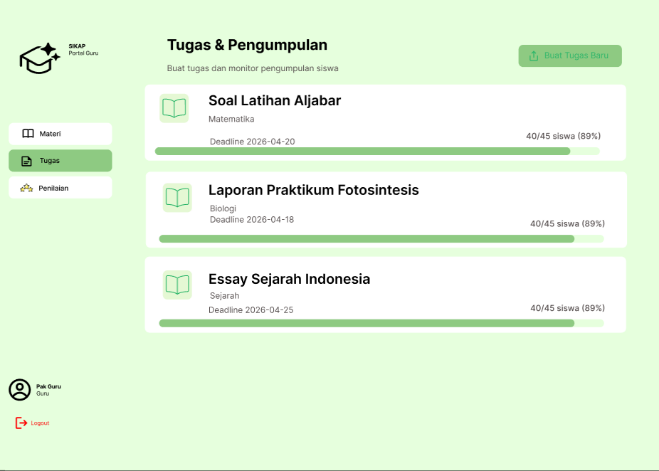 SIKAP
Portal Guru
Materi
Tugas
Penilaian
Pak Guru
Guru
Logout
Tugas & Pengumpulan
Buat tugas dan monitor pengumpulan siswa
Buat Tugas Baru
Soal Latihan Aljabar
Matematika
Deadline 2026-04-20
40/45 siswa (89%)
Laporan Praktikum Fotosintesis
Biologi
Deadline 2026-04-18
40/45 siswa (89%)
Essay Sejarah Indonesia
Sejarah
Deadline 2026-04-25
40/45 siswa (89%)